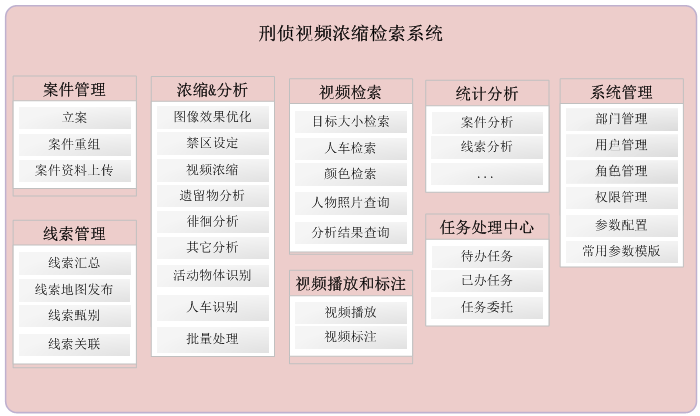 刑侦视频浓缩检索系统
案件管理
立案
案件重组
案件资料上传
线索管理
线索汇总
线索地图发布
线索甄别
线索关联
浓缩&分析
图像效果优化
禁区设定
视频浓缩
遗留物分析
徘徊分析
其它分析
活动物体识别
人车识别
批量处理
视频检索
目标大小检索
人车检索
颜色检索
人物照片查询
分析结果查询
视频播放和标注
视频播放
视频标注
统计分析
案件分析
线索分析
...
任务处理中心
待办任务
已办任务
任务委托
系统管理
部门管理
用户管理
角色管理
权限管理
参数配置
常用参数模版